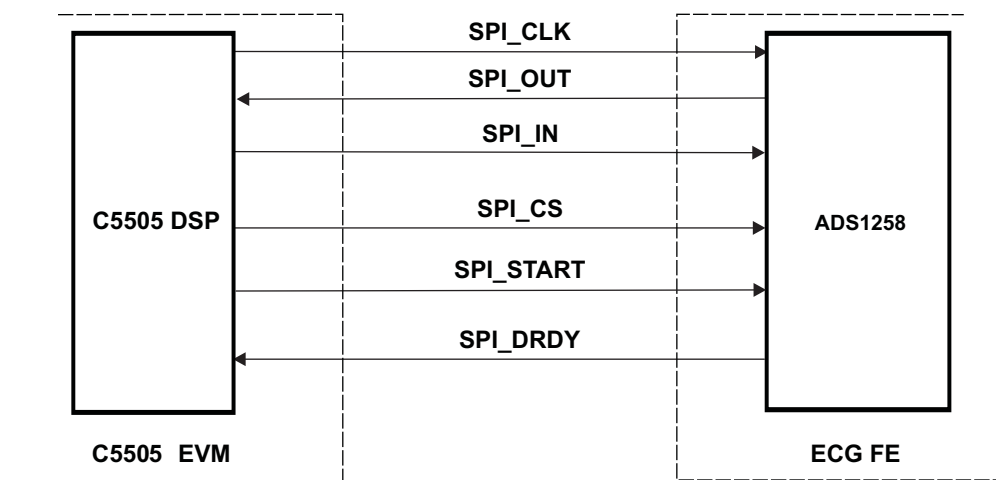 SPI_CLK
SPI_OUT
SPI_IN
C5505 DSP
SPI_CS
ADS1258
SPI_START
SPI_DRDY
C5505 EVM
ECG FE